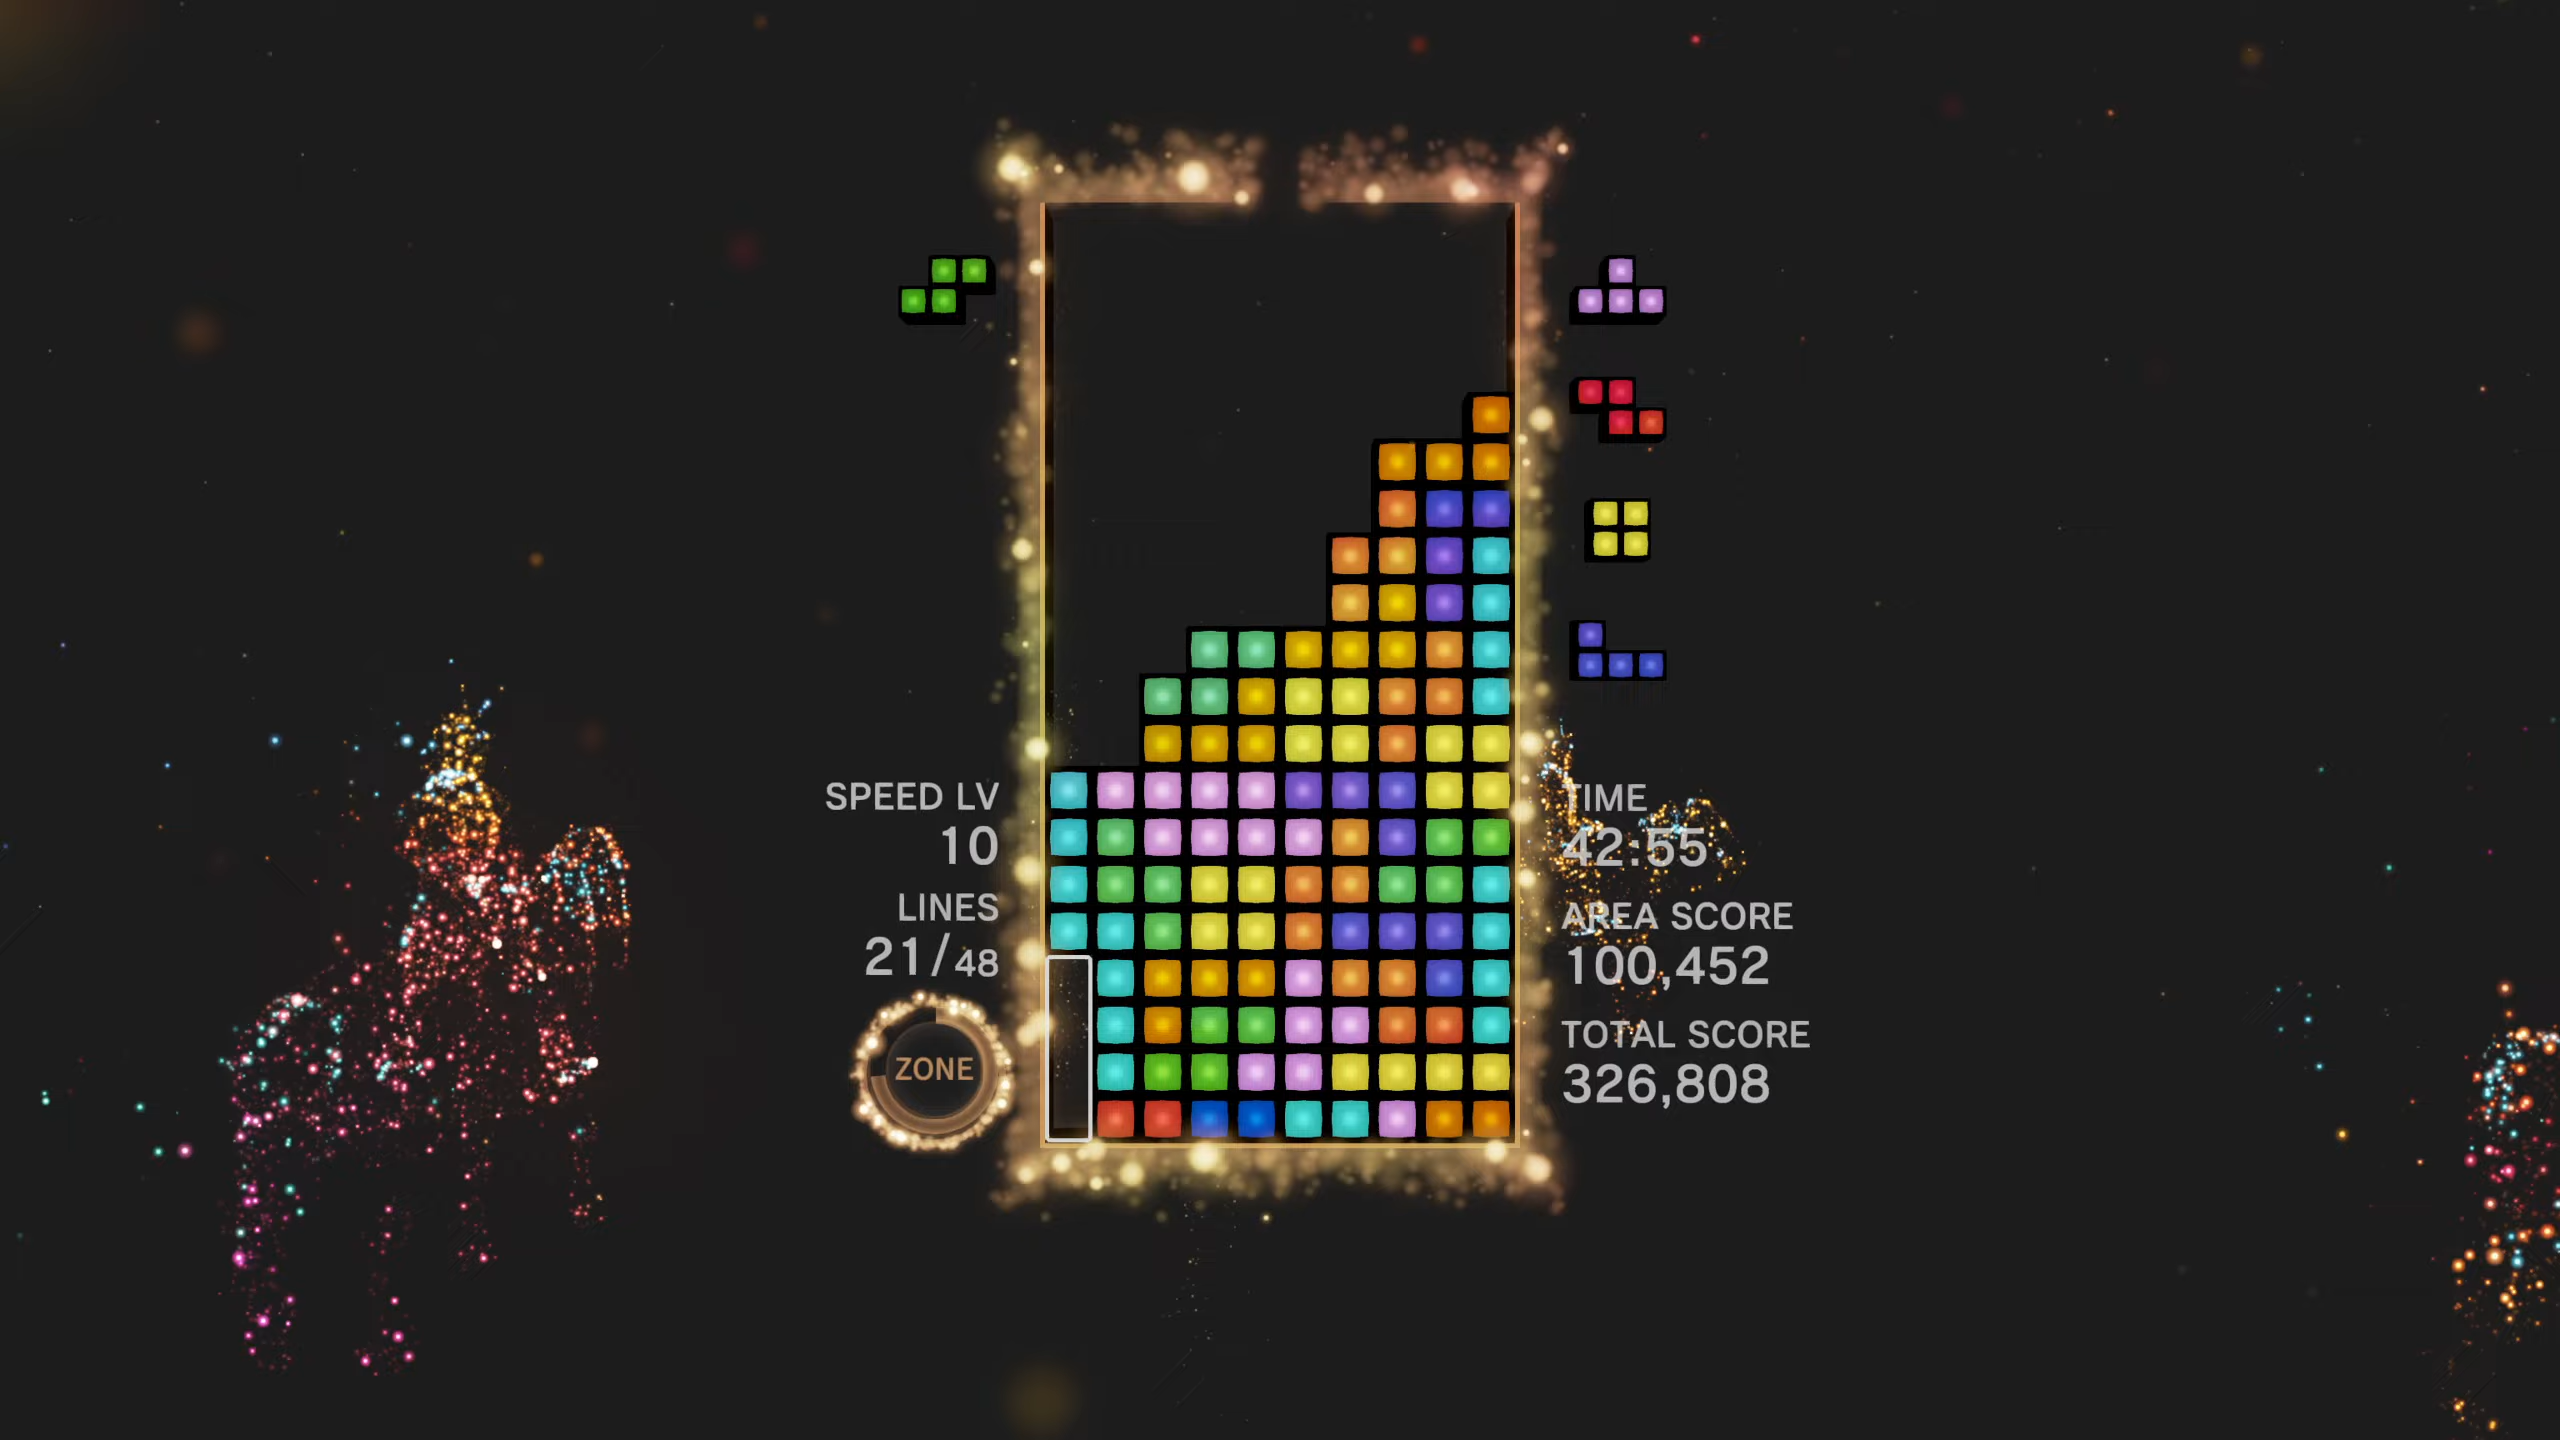 SPEED LV
10
LINES
21/48
ZONE
TIME
42:55
AREA SCORE
100,452
TOTAL SCORE
326,808